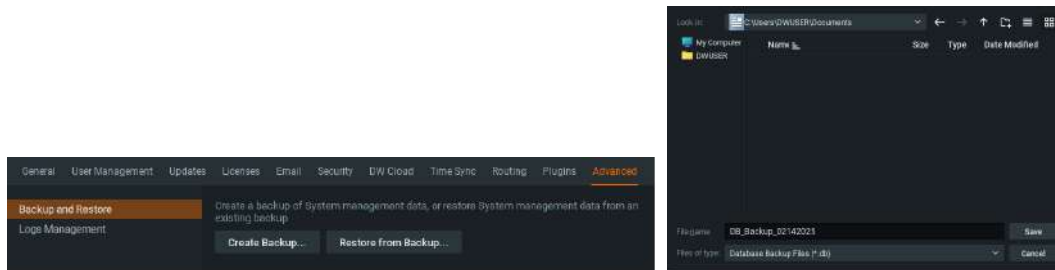 General User Management Updates Licenses Email Security DW Cloud Time Sync Routing Plugins Advanced
Backup and Restore
Logs Management
Create a backup of System management data, or restore System management data from an
existing backup
Create Backup... Restore from Backup...
Look in: C:\Users\DWUSER\Documents
My Computer
DWUSER
Name Size Type Date Modified
File name: DB_Backup_02142023
Save
Files of type: Database Backup Files (*.db)
Cancel